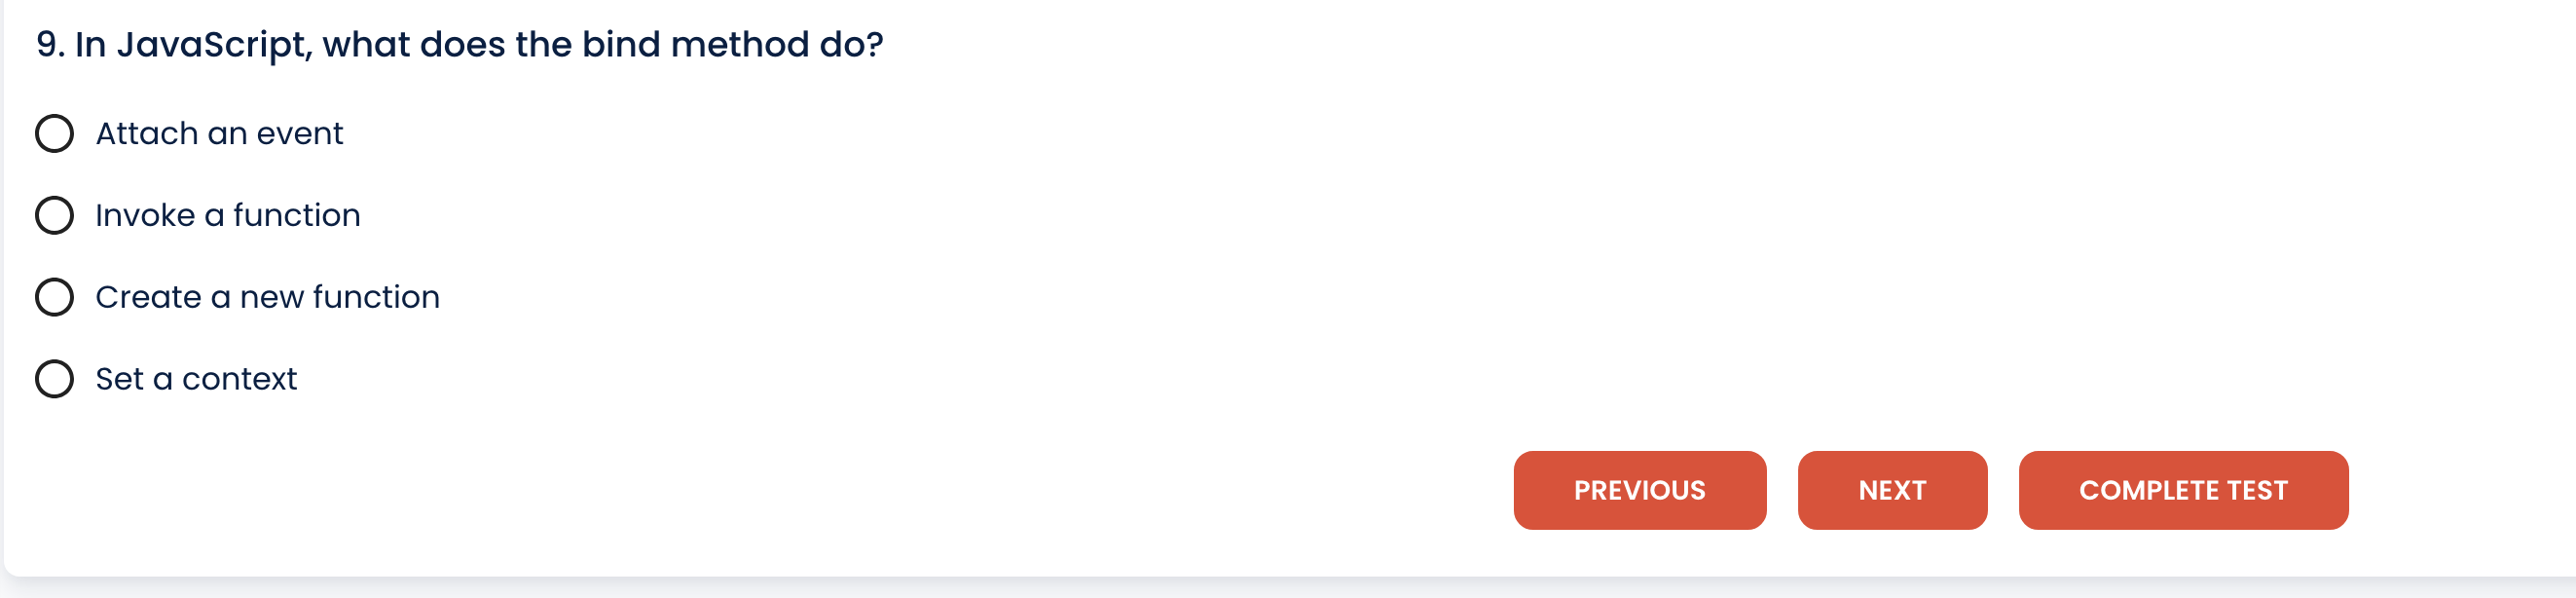 9. In JavaScript, what does the bind method do?
Attach an event
Invoke a function
Create a new function
Set a context
PREVIOUS NEXT COMPLETE TEST